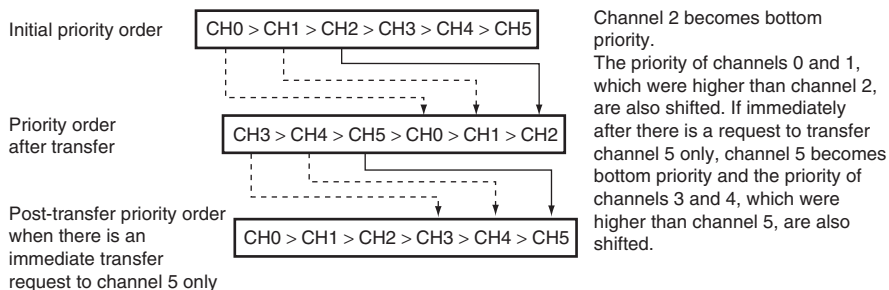 Initial priority order
CH0 > CH1 > CH2 > CH3 > CH4 > CH5
Priority order
after transfer
CH3 > CH4 > CH5 > CH0 > CH1 > CH2
Post-transfer priority order
when there is an
immediate transfer
request to channel 5 only
CH0 > CH1 > CH2 > CH3 > CH4 > CH5
Channel 2 becomes bottom
priority.
The priority of channels 0 and 1,
which were higher than channel 2,
are also shifted. If immediately
after there is a request to transfer
channel 5 only, channel 5 becomes
bottom priority and the priority of
channels 3 and 4, which were
higher than channel 5, are also
shifted.